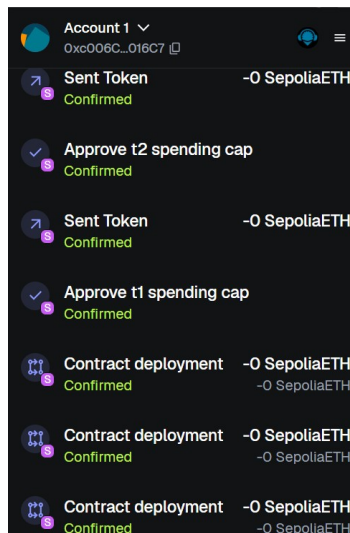 Account 1
0xc006C...016C7
Sent Token -0 SepoliaETH
S Confirmed
Approve t2 spending cap
S Confirmed
Sent Token -0 SepoliaETH
S Confirmed
Approve t1 spending cap
S Confirmed
Contract deployment -0 SepoliaETH
S Confirmed -0 SepoliaETH
Contract deployment -0 SepoliaETH
S Confirmed -0 SepoliaETH
Contract deployment -0 SepoliaETH
S Confirmed -0 SepoliaETH